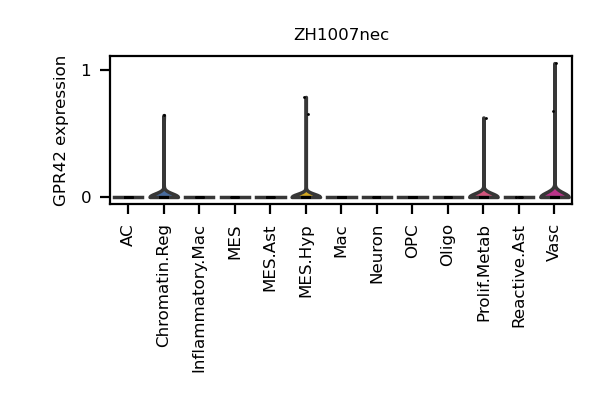 ZH1007nec
GPR42 expression
1
0
AC
Chromatin.Reg
Inflammatory.Mac
MES
MES.Ast
MES.Hyp
Mac
Neuron
OPC
Oligo
Prolif.Metab
Reactive.Ast
Vasc